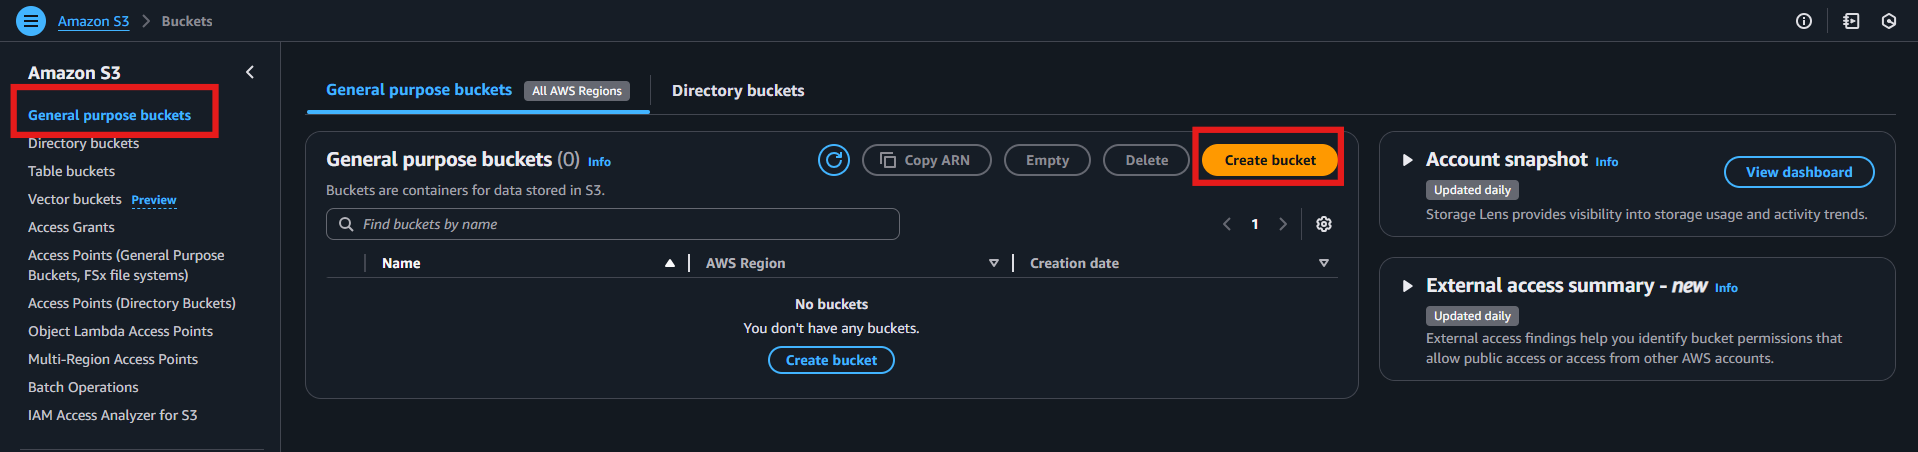 Amazon S3 > Buckets
Amazon S3
General purpose buckets
Directory buckets
Table buckets
Vector buckets Preview
Access Grants
Access Points (General Purpose
Buckets, FSx file systems)
Access Points (Directory Buckets)
Object Lambda Access Points
Multi-Region Access Points
Batch Operations
IAM Access Analyzer for S3
General purpose buckets All AWS Regions Directory buckets
General purpose buckets (0) Info Copy ARN Empty Delete Create bucket
Buckets are containers for data stored in S3.
Find buckets by name < 1 >
Name AWS Region Creation date
No buckets
You don't have any buckets.
Create bucket
Account snapshot Info View dashboard
Updated daily
Storage Lens provides visibility into storage usage and activity trends.
External access summary - new Info
Updated daily
External access findings help you identify bucket permissions that
allow public access or access from other AWS accounts.